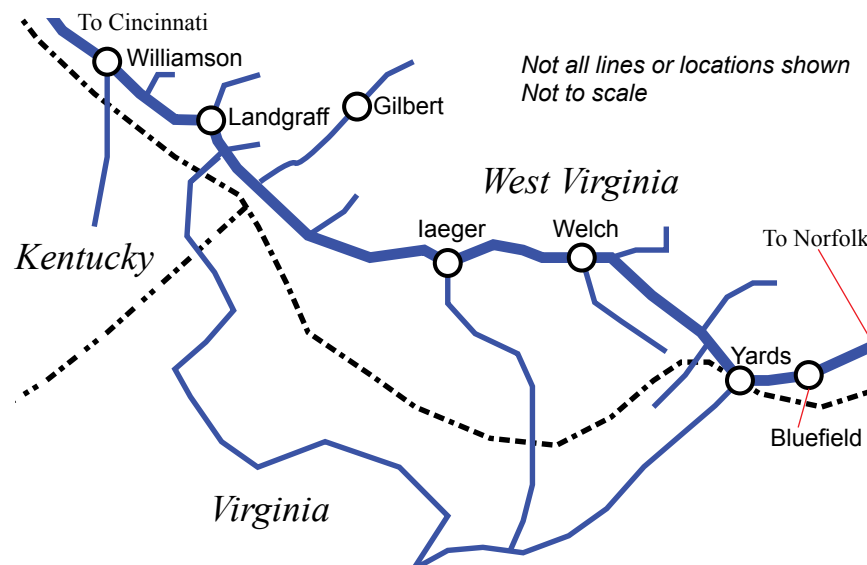 To Cincinnati
Williamson
Not all lines or locations shown
Not to scale
Landgraff
Gilbert
West Virginia
Iaeger
Welch
To Norfolk
Kentucky
Yards
Bluefield
Virginia